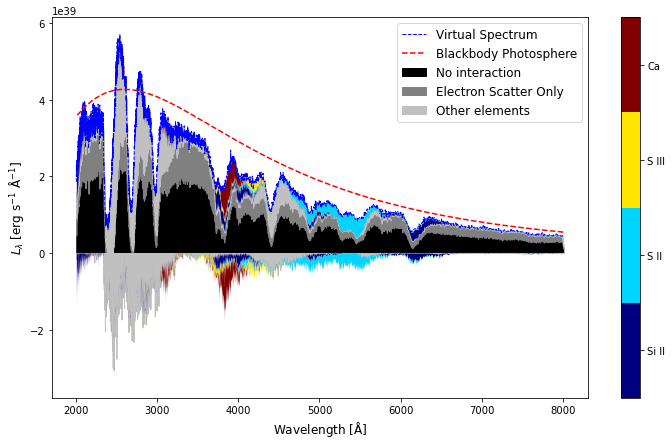 1e39
6
4
2
0
−2
L_λ [erg s⁻¹ Å⁻¹]
2000 3000 4000 5000 6000 7000 8000
Wavelength [Å]
Virtual Spectrum
Blackbody Photosphere
No interaction
Electron Scatter Only
Other elements
Ca
S III
S II
Si II